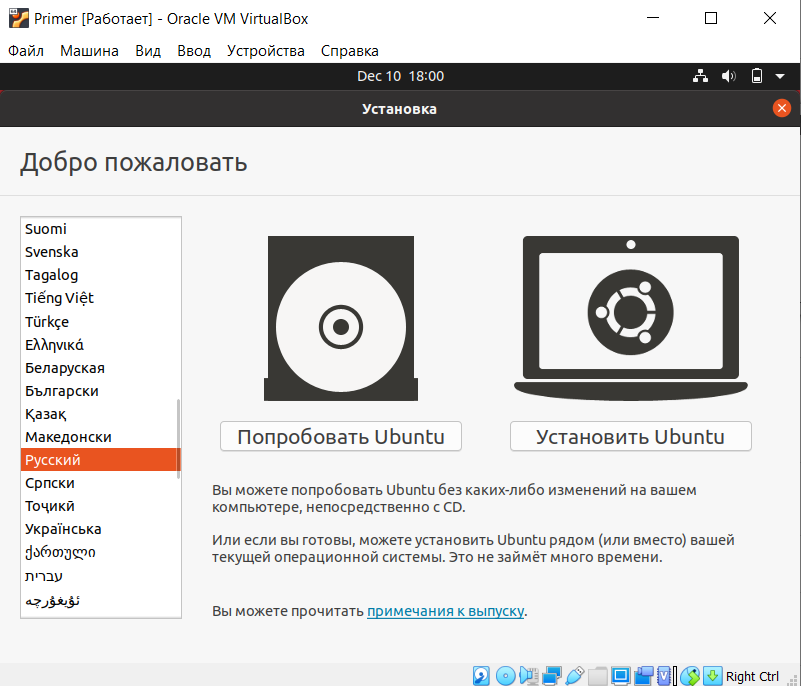 Primer [Работает] - Oracle VM VirtualBox
Файл Машина Вид Ввод Устройства Справка
Dec 10 18:00
Установка
Добро пожаловать
Suomi
Svenska
Tagalog
Tiếng Việt
Türkçe
Ελληνικά
Беларуская
Български
Қазақ
Македонски
Русский
Српски
Тоҷикӣ
Українська
ქართული
עברית
ئۇيغۇرچە
Попробовать Ubuntu
Установить Ubuntu
Вы можете попробовать Ubuntu без каких-либо изменений на вашем
компьютере, непосредственно с CD.
Или если вы готовы, можете установить Ubuntu рядом (или вместо) вашей
текущей операционной системы. Это не займёт много времени.
Вы можете прочитать примечания к выпуску.
Right Ctrl